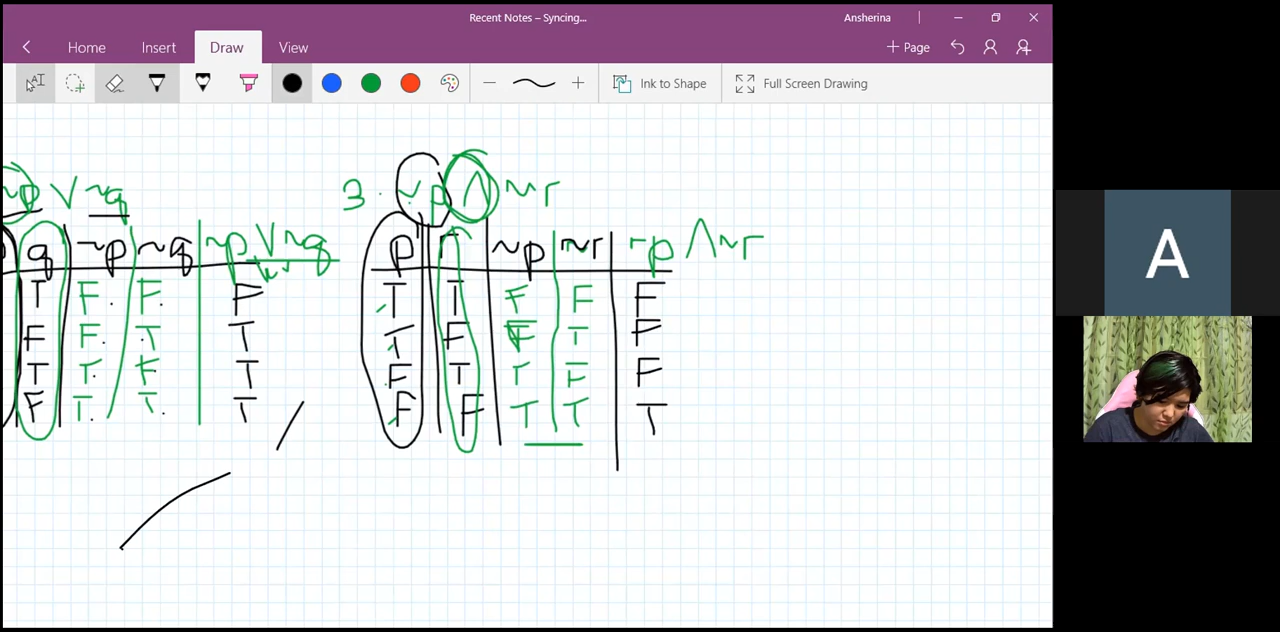 Recent Notes – Syncing...
Ansherina
Home Insert Draw View
Page
Ink to Shape
Full Screen Drawing
~p V ~q
q ~p ~q ~p V ~q
T F F F
F F T T
T T F T
F T T T
3. ~p Λ ~r
p r ~p ~r ~p Λ ~r
T T F F F
T F F T F
F T T F F
F F T T T
A